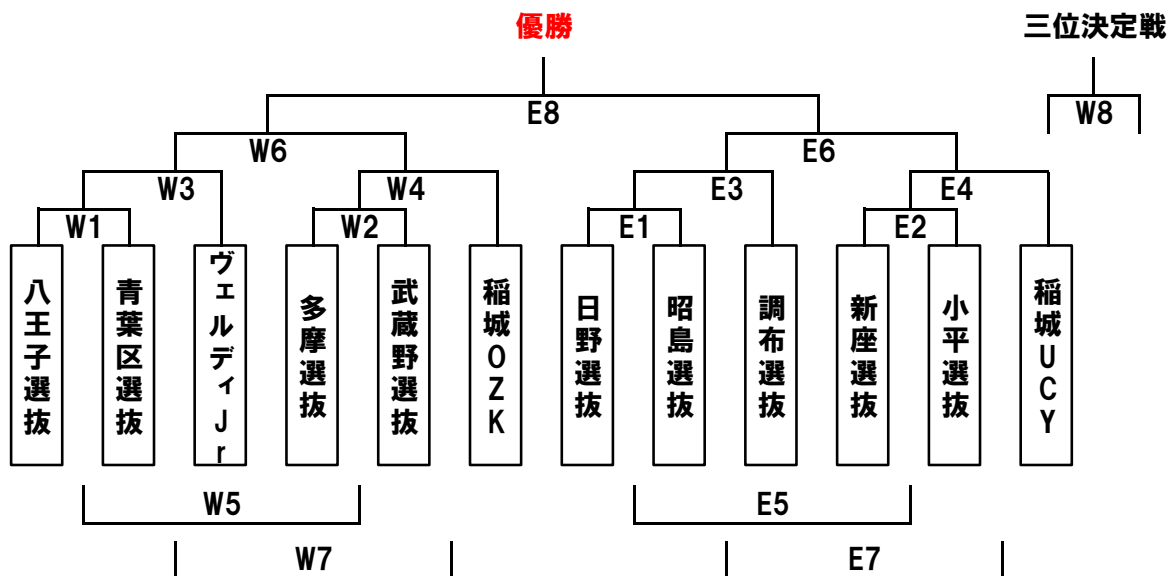 優勝
三位決定戦
E8
W8
W6
E6
W3
W4
E3
E4
W1
W2
E1
E2
八王子選抜
青葉区選抜
ヴェルディJr
多摩選抜
武蔵野選抜
稲城OZK
日野選抜
昭島選抜
調布選抜
新座選抜
小平選抜
稲城UCY
W5
E5
W7
E7